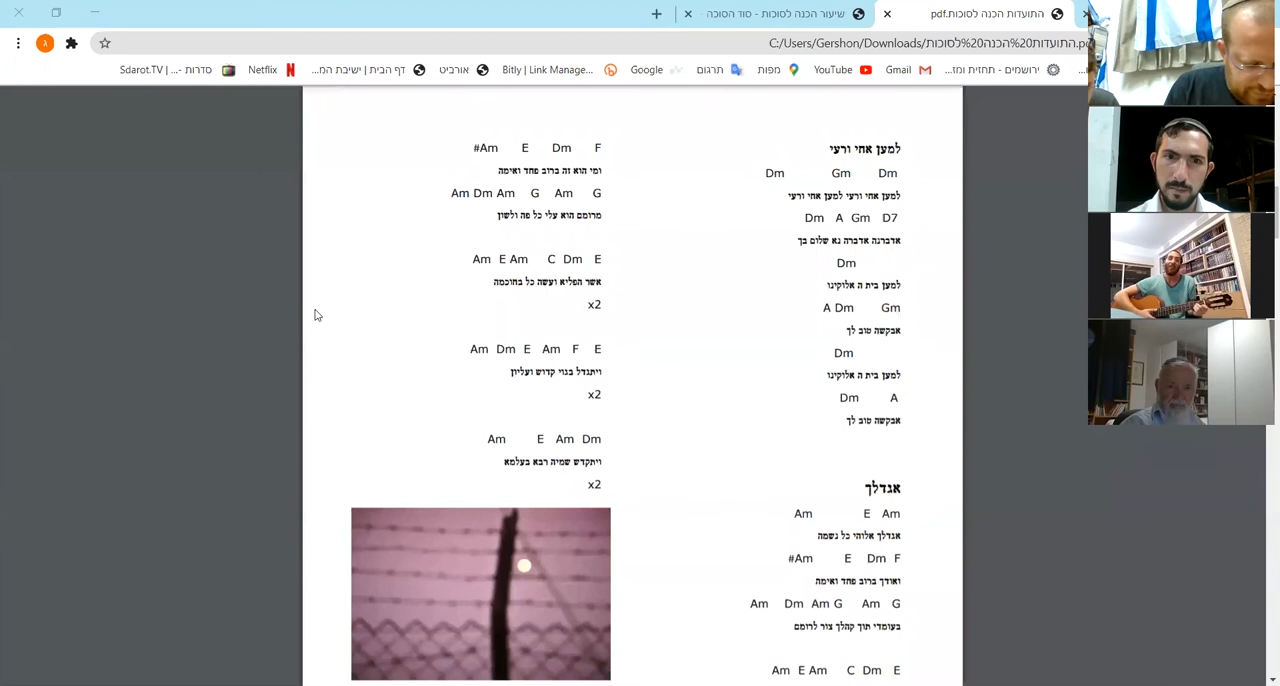 התועדות הכנה לסוכות.pdf
שיעור הכנה לסוכות - סוד הסוכה
C:/Users/Gershon/Downloads/התועדות%20הכנה%20לסוכות.pd
ירושמים - תחזית ומז...
Gmail
YouTube
מפות
תרגום
Google
Bitly | Link Manage...
אורביט
דף הבית | ישיבת המ...
Netflix
סדרות -...
Sdarot.TV
למען אחי ורעי
Dm Gm Dm
למען אחי ורעי למען אחי ורעי
Dm A Gm D7
אדברנה אדברה נא שלום בך
Dm
למען בית ה אלוקינו
A Dm Gm
אבקשה טוב לך
Dm
למען בית ה אלוקינו
Dm A
אבקשה טוב לך
אגדלך
Am E Am
אגדלך אלוהי כל נשמה
#Am E Dm F
ואודך ברוב פחד ואימה
Am Dm Am G Am G
בעומדי תוך קהלך צור לרומם
Am E Am C Dm E
#Am E Dm F
ומי הוא זה ברוב פחד ואימה
Am Dm Am G Am G
מרומם הוא עלי כל פה ולשון
Am E Am C Dm E
אשר הפליא ועשה כל בחוכמה
x2
Am Dm E Am F E
ויתגדל בגוי קדוש ועליון
x2
Am E Am Dm
ויתקדש שמיה רבא בעלמא
x2